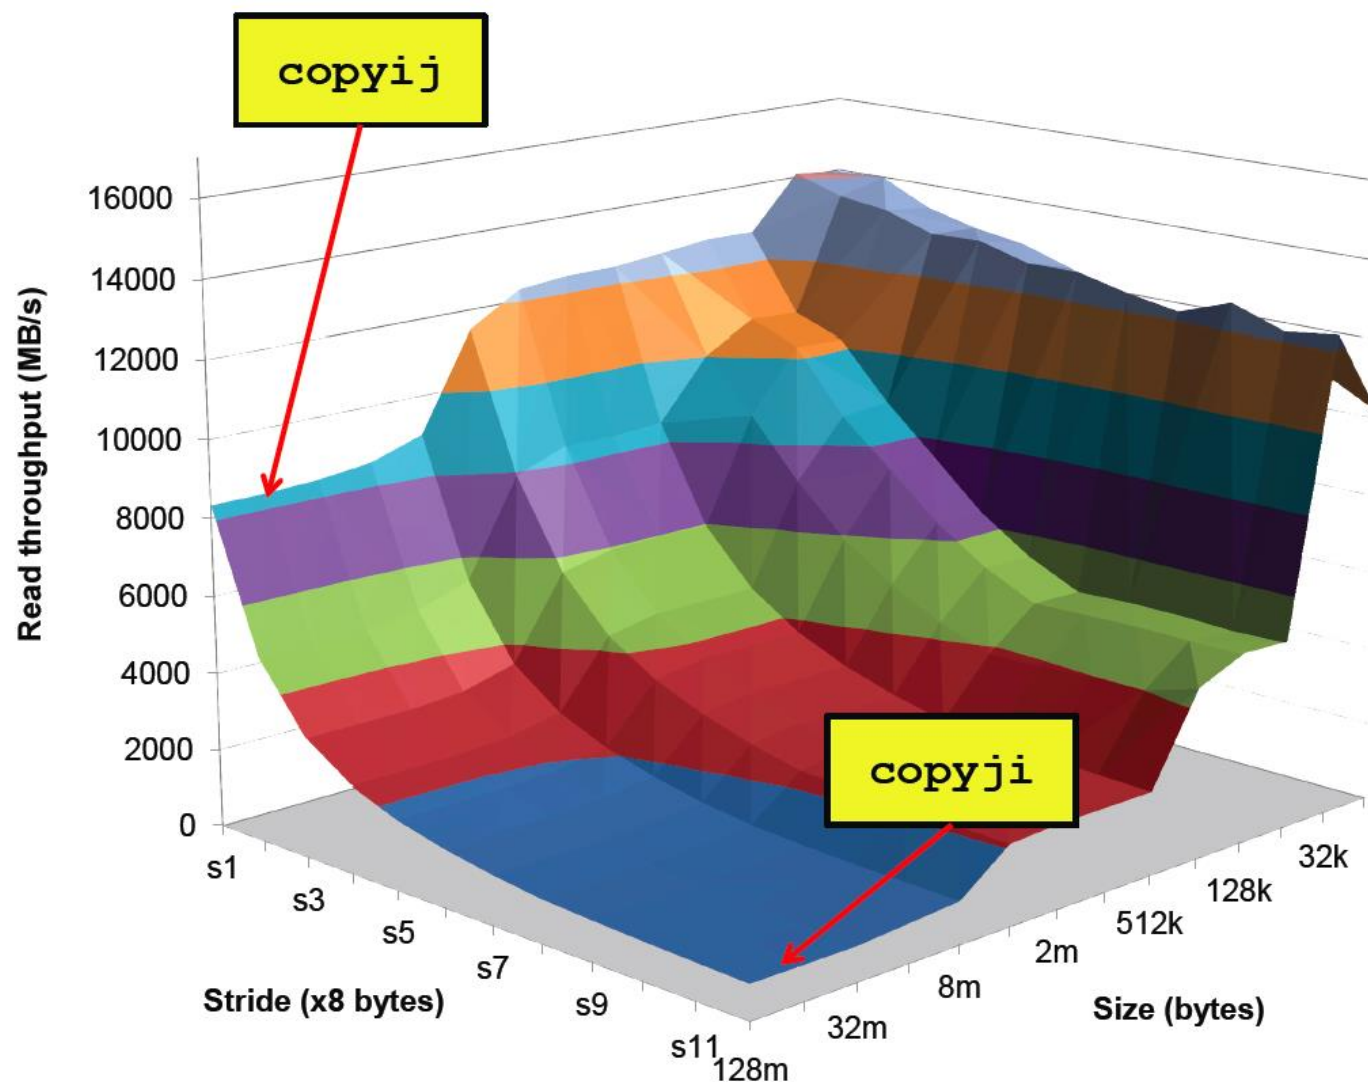 copyij
Read throughput (MB/s)
16000
14000
12000
10000
8000
6000
4000
2000
0
copyji
s1
s3
s5
s7
s9
s11
Stride (x8 bytes)
128m
32m
8m
2m
512k
128k
32k
Size (bytes)